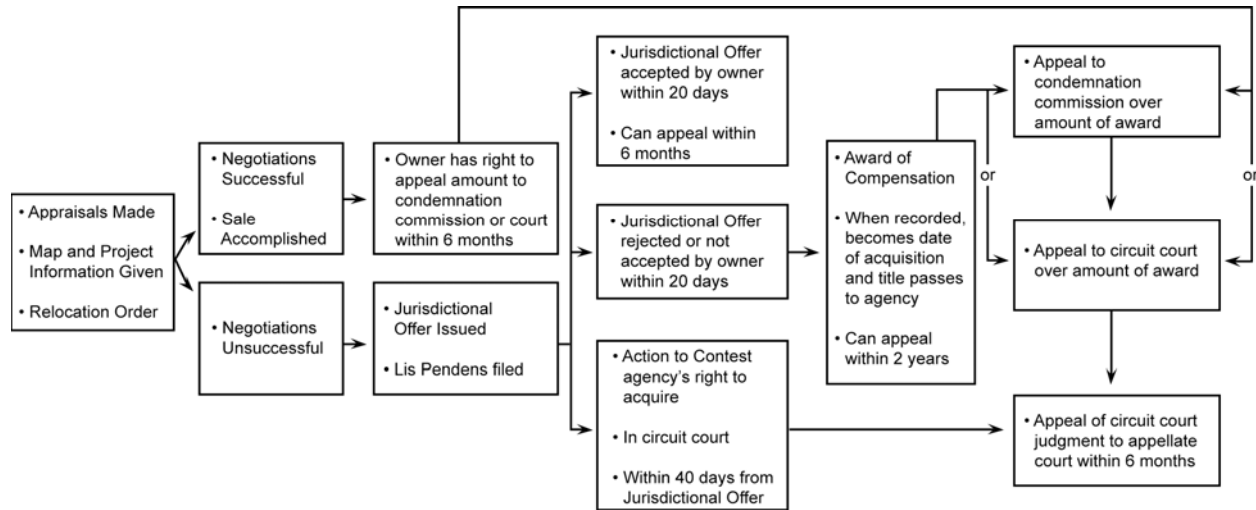 • Appraisals Made
• Map and Project
Information Given
• Relocation Order
• Negotiations
Successful
• Sale
Accomplished
• Negotiations
Unsuccessful
• Owner has right to
appeal amount to
condemnation
commission or court
within 6 months
• Jurisdictional
Offer Issued
• Lis Pendens filed
• Jurisdictional Offer
accepted by owner
within 20 days
• Can appeal within
6 months
• Jurisdictional Offer
rejected or not
accepted by owner
within 20 days
• Action to Contest
agency's right to
acquire
• In circuit court
• Within 40 days from
Jurisdictional Offer
• Award of
Compensation
• When recorded,
becomes date
of acquisition
and title passes
to agency
• Can appeal
within 2 years
or
• Appeal to
condemnation
commission over
amount of award
or
• Appeal to circuit court
over amount of award
• Appeal of circuit court
judgment to appellate
court within 6 months